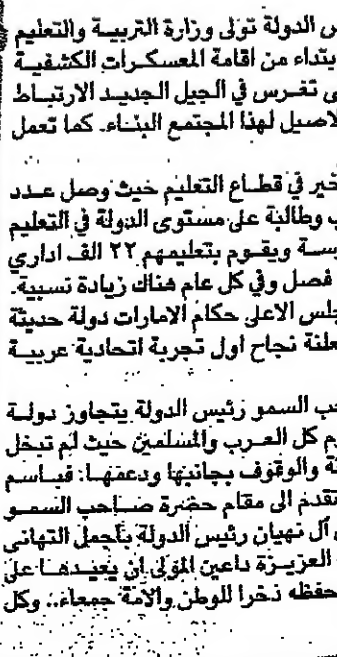 س الدولة تولى وزارة التربية والتعليم
بتداء من اقامة المعسكرات الكشفية
ى تغرس في الجيل الجديد الارتباط
لاصيل لهذا المجتمع البناء. كما تعمل
خير في قطاع التعليم حيث وصل عدد
ب وطالبة على مستوى الدولة في التعليم
رسة ويقوم بتعليمهم ٢٢ الف اداري
فصل وفي كل عام هناك زيادة نسبية.
جلس الاعلى حكام الامارات دولة حديثة
علنة نجاح اول تجربة اتحادية عربية
حب السمو رئيس الدولة يتجاوز دولة
وم كل العرب والمسلمين حيث لم تبخل
ة والوقوف بجانبها ودعمها: فباسم
تقدم الى مقام حضرة صاحب السمو
آل نهيان رئيس الدولة بأجمل التهانى
العزيزة داعين المولى ان يعيدها على
حفظه ذخرا للوطن والامة جمعاء.. وكل